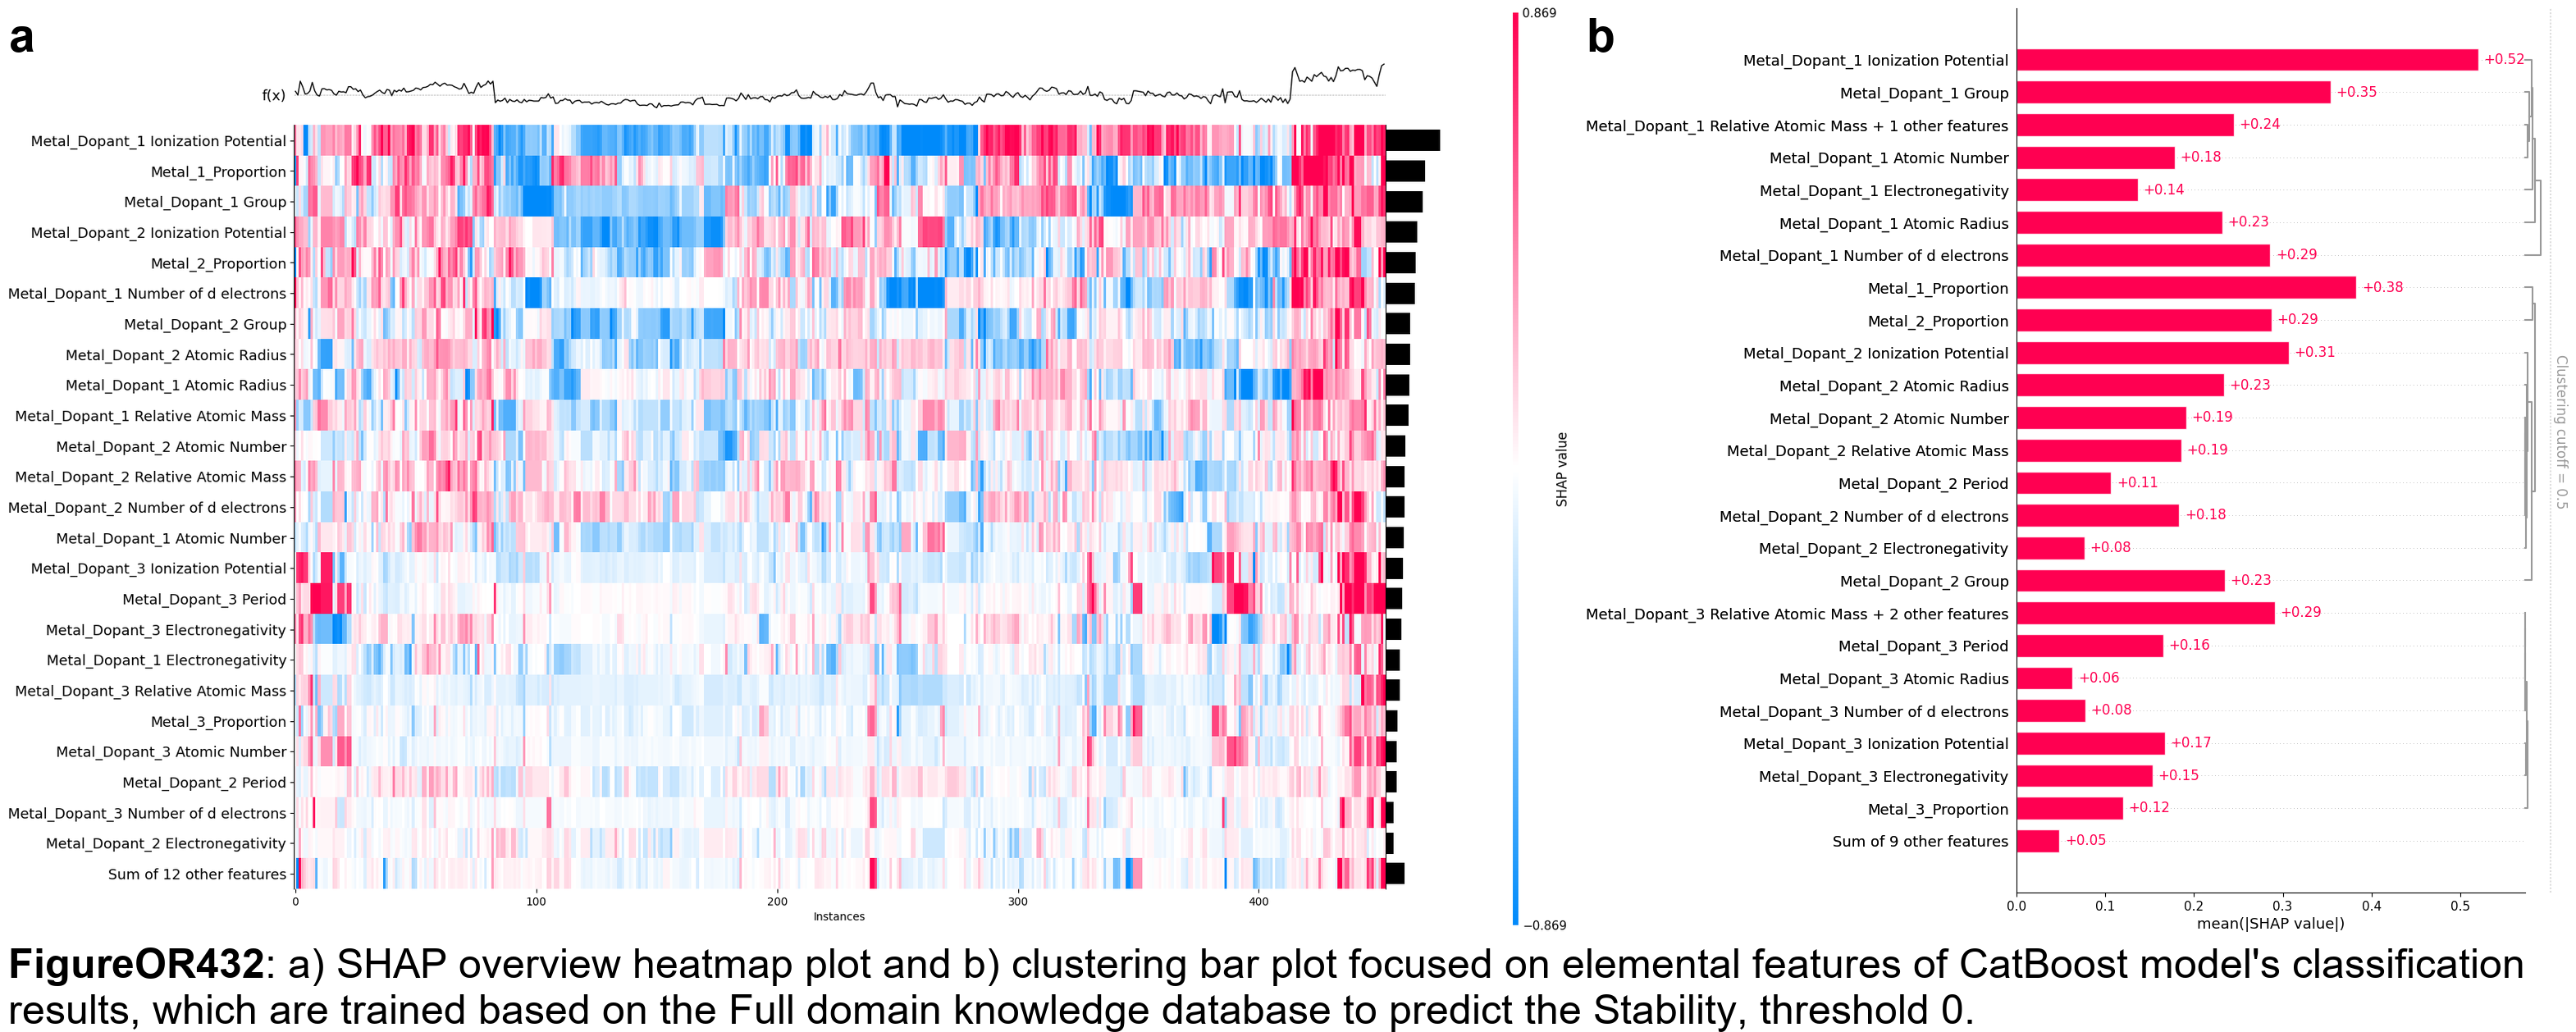 a
f(x)
Metal_Dopant_1 Ionization Potential
Metal_1_Proportion
Metal_Dopant_1 Group
Metal_Dopant_2 Ionization Potential
Metal_2_Proportion
Metal_Dopant_1 Number of d electrons
Metal_Dopant_2 Group
Metal_Dopant_2 Atomic Radius
Metal_Dopant_1 Atomic Radius
Metal_Dopant_1 Relative Atomic Mass
Metal_Dopant_2 Atomic Number
Metal_Dopant_2 Relative Atomic Mass
Metal_Dopant_2 Number of d electrons
Metal_Dopant_1 Atomic Number
Metal_Dopant_3 Ionization Potential
Metal_Dopant_3 Period
Metal_Dopant_3 Electronegativity
Metal_Dopant_1 Electronegativity
Metal_Dopant_3 Relative Atomic Mass
Metal_3_Proportion
Metal_Dopant_3 Atomic Number
Metal_Dopant_2 Period
Metal_Dopant_3 Number of d electrons
Metal_Dopant_2 Electronegativity
Sum of 12 other features
0 100 200 300 400
Instances
0.869
SHAP value
−0.869
b
Metal_Dopant_1 Ionization Potential +0.52
Metal_Dopant_1 Group +0.35
Metal_Dopant_1 Relative Atomic Mass + 1 other features +0.24
Metal_Dopant_1 Atomic Number +0.18
Metal_Dopant_1 Electronegativity +0.14
Metal_Dopant_1 Atomic Radius +0.23
Metal_Dopant_1 Number of d electrons +0.29
Metal_1_Proportion +0.38
Metal_2_Proportion +0.29
Metal_Dopant_2 Ionization Potential +0.31
Metal_Dopant_2 Atomic Radius +0.23
Metal_Dopant_2 Atomic Number +0.19
Metal_Dopant_2 Relative Atomic Mass +0.19
Metal_Dopant_2 Period +0.11
Metal_Dopant_2 Number of d electrons +0.18
Metal_Dopant_2 Electronegativity +0.08
Metal_Dopant_2 Group +0.23
Metal_Dopant_3 Relative Atomic Mass + 2 other features +0.29
Metal_Dopant_3 Period +0.16
Metal_Dopant_3 Atomic Radius +0.06
Metal_Dopant_3 Number of d electrons +0.08
Metal_Dopant_3 Ionization Potential +0.17
Metal_Dopant_3 Electronegativity +0.15
Metal_3_Proportion +0.12
Sum of 9 other features +0.05
0.0 0.1 0.2 0.3 0.4 0.5
mean(|SHAP value|)
Clustering cutoff = 0.5
FigureOR432: a) SHAP overview heatmap plot and b) clustering bar plot focused on elemental features of CatBoost model's classification
results, which are trained based on the Full domain knowledge database to predict the Stability, threshold 0.